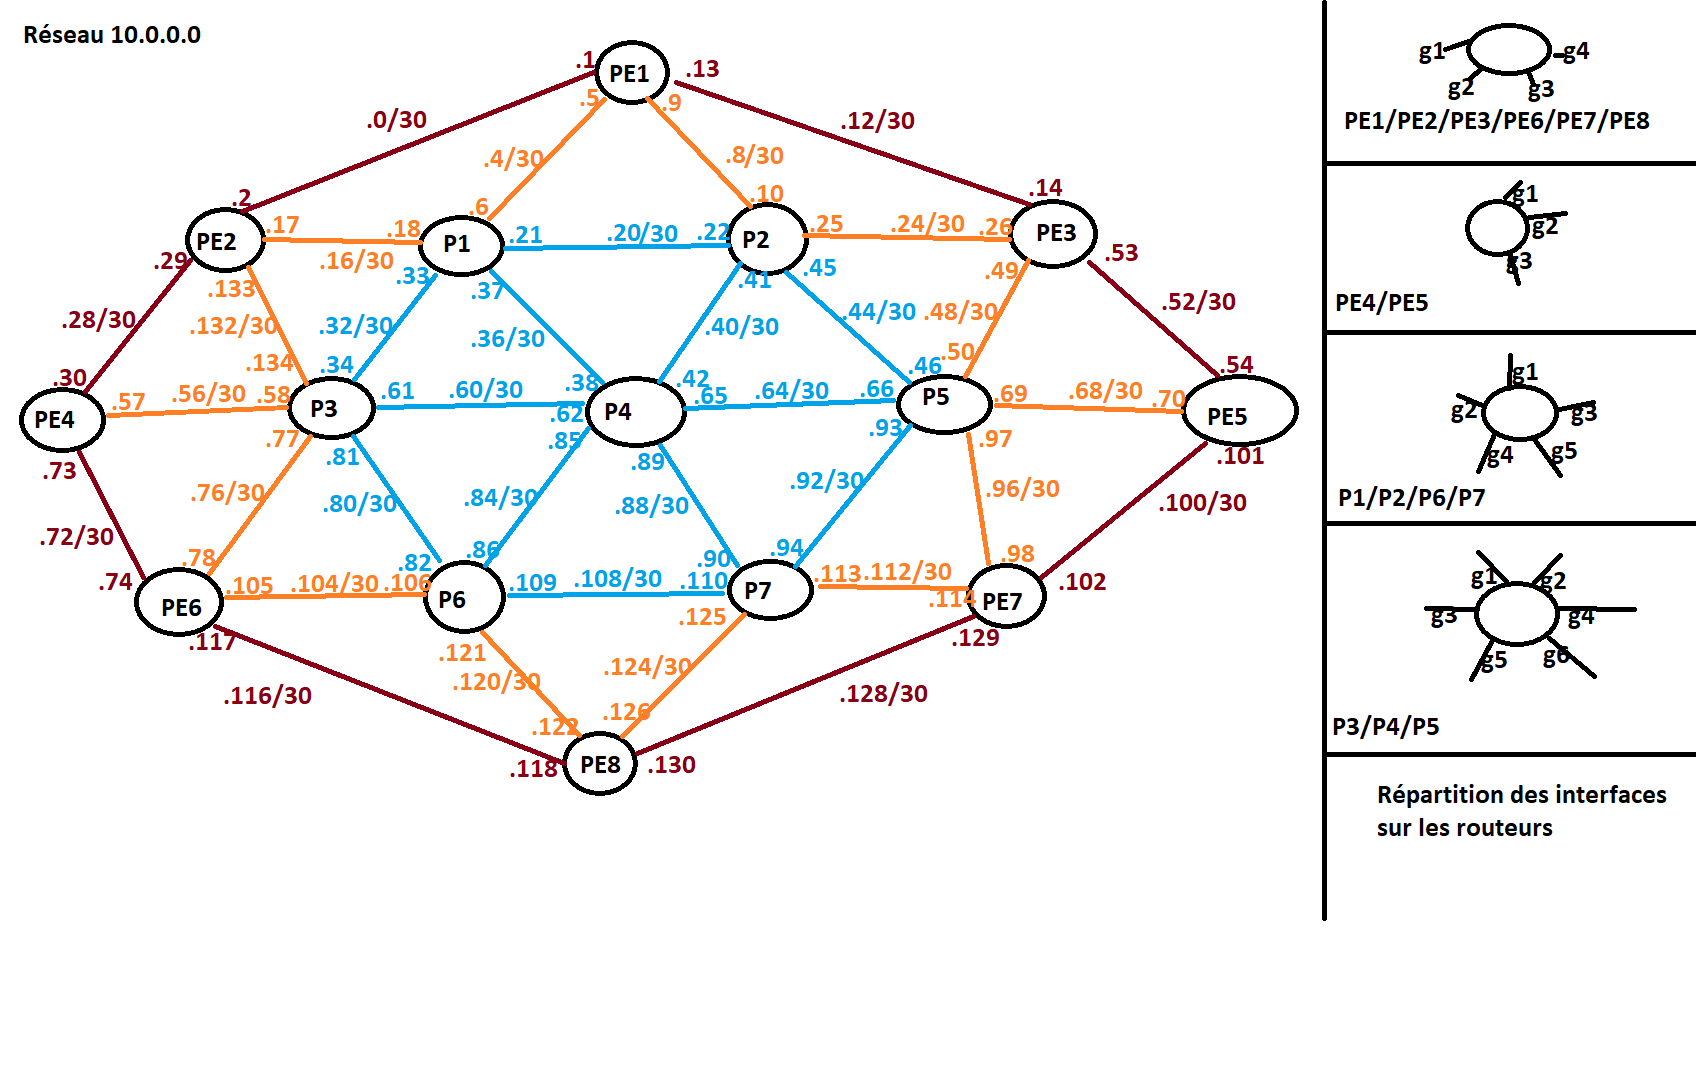 Réseau 10.0.0.0
.1
PE1
.13
.5
.9
.0/30
.12/30
.4/30
.8/30
.2
.6
.10
.14
PE2
.17
.18
P1
.21
.20/30
.22
P2
.25
.24/30
.26
PE3
.29
.16/30
.33
.37
.41
.45
.49
.53
.133
.28/30
.132/30
.32/30
.36/30
.40/30
.44/30
.48/30
.52/30
.134
.34
.38
.42
.46
.50
.54
.30
PE4
.57
.56/30
.58
P3
.61
.60/30
.62
P4
.65
.64/30
.66
P5
.69
.68/30
.70
PE5
.73
.77
.81
.85
.89
.93
.97
.101
.72/30
.76/30
.80/30
.84/30
.88/30
.92/30
.96/30
.100/30
.74
.78
.82
.86
.90
.94
.98
.102
PE6
.105
.104/30
.106
P6
.109
.108/30
.110
P7
.113
.112/30
.114
PE7
.117
.121
.125
.129
.116/30
.120/30
.124/30
.128/30
.122
.126
.118
PE8
.130
g1
g4
g2
g3
PE1/PE2/PE3/PE6/PE7/PE8
g1
g2
g3
PE4/PE5
g1
g2
g3
g4
g5
P1/P2/P6/P7
g1
g2
g3
g4
g5
g6
P3/P4/P5
Répartition des interfaces
sur les routeurs